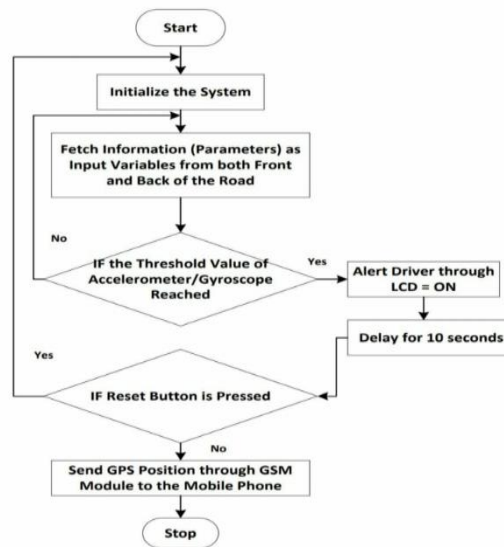 Start
Initialize the System
Fetch Information (Parameters) as
Input Variables from both Front
and Back of the Road
No
IF the Threshold Value of
Accelerometer/Gyroscope
Reached
Yes
Alert Driver through
LCD = ON
Delay for 10 seconds
Yes
IF Reset Button is Pressed
No
Send GPS Position through GSM
Module to the Mobile Phone
Stop